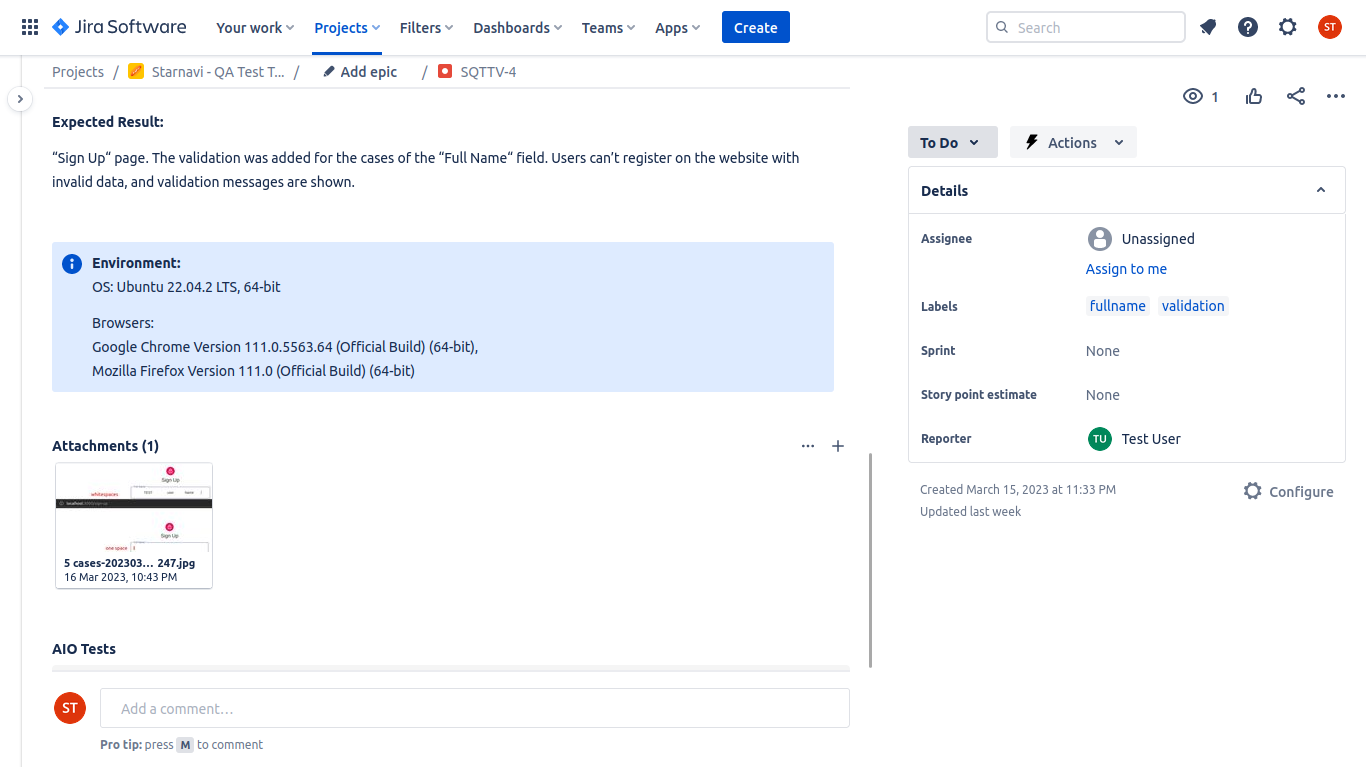 Jira Software
Your work
Projects
Filters
Dashboards
Teams
Apps
Create
Search
ST
Projects / Starnavi - QA Test T... / Add epic / SQTTV-4
1
Expected Result:
“Sign Up“ page. The validation was added for the cases of the “Full Name“ field. Users can’t register on the website with
invalid data, and validation messages are shown.
Environment:
OS: Ubuntu 22.04.2 LTS, 64-bit
Browsers:
Google Chrome Version 111.0.5563.64 (Official Build) (64-bit),
Mozilla Firefox Version 111.0 (Official Build) (64-bit)
Attachments (1)
Sign Up
whitespaces
TEST user
Sign Up
one space
5 cases-202303... 247.jpg
16 Mar 2023, 10:43 PM
AIO Tests
ST
Add a comment…
Pro tip: press M to comment
To Do
Actions
Details
Assignee
Unassigned
Assign to me
Labels
fullname validation
Sprint
None
Story point estimate
None
Reporter
TU Test User
Created March 15, 2023 at 11:33 PM
Updated last week
Configure